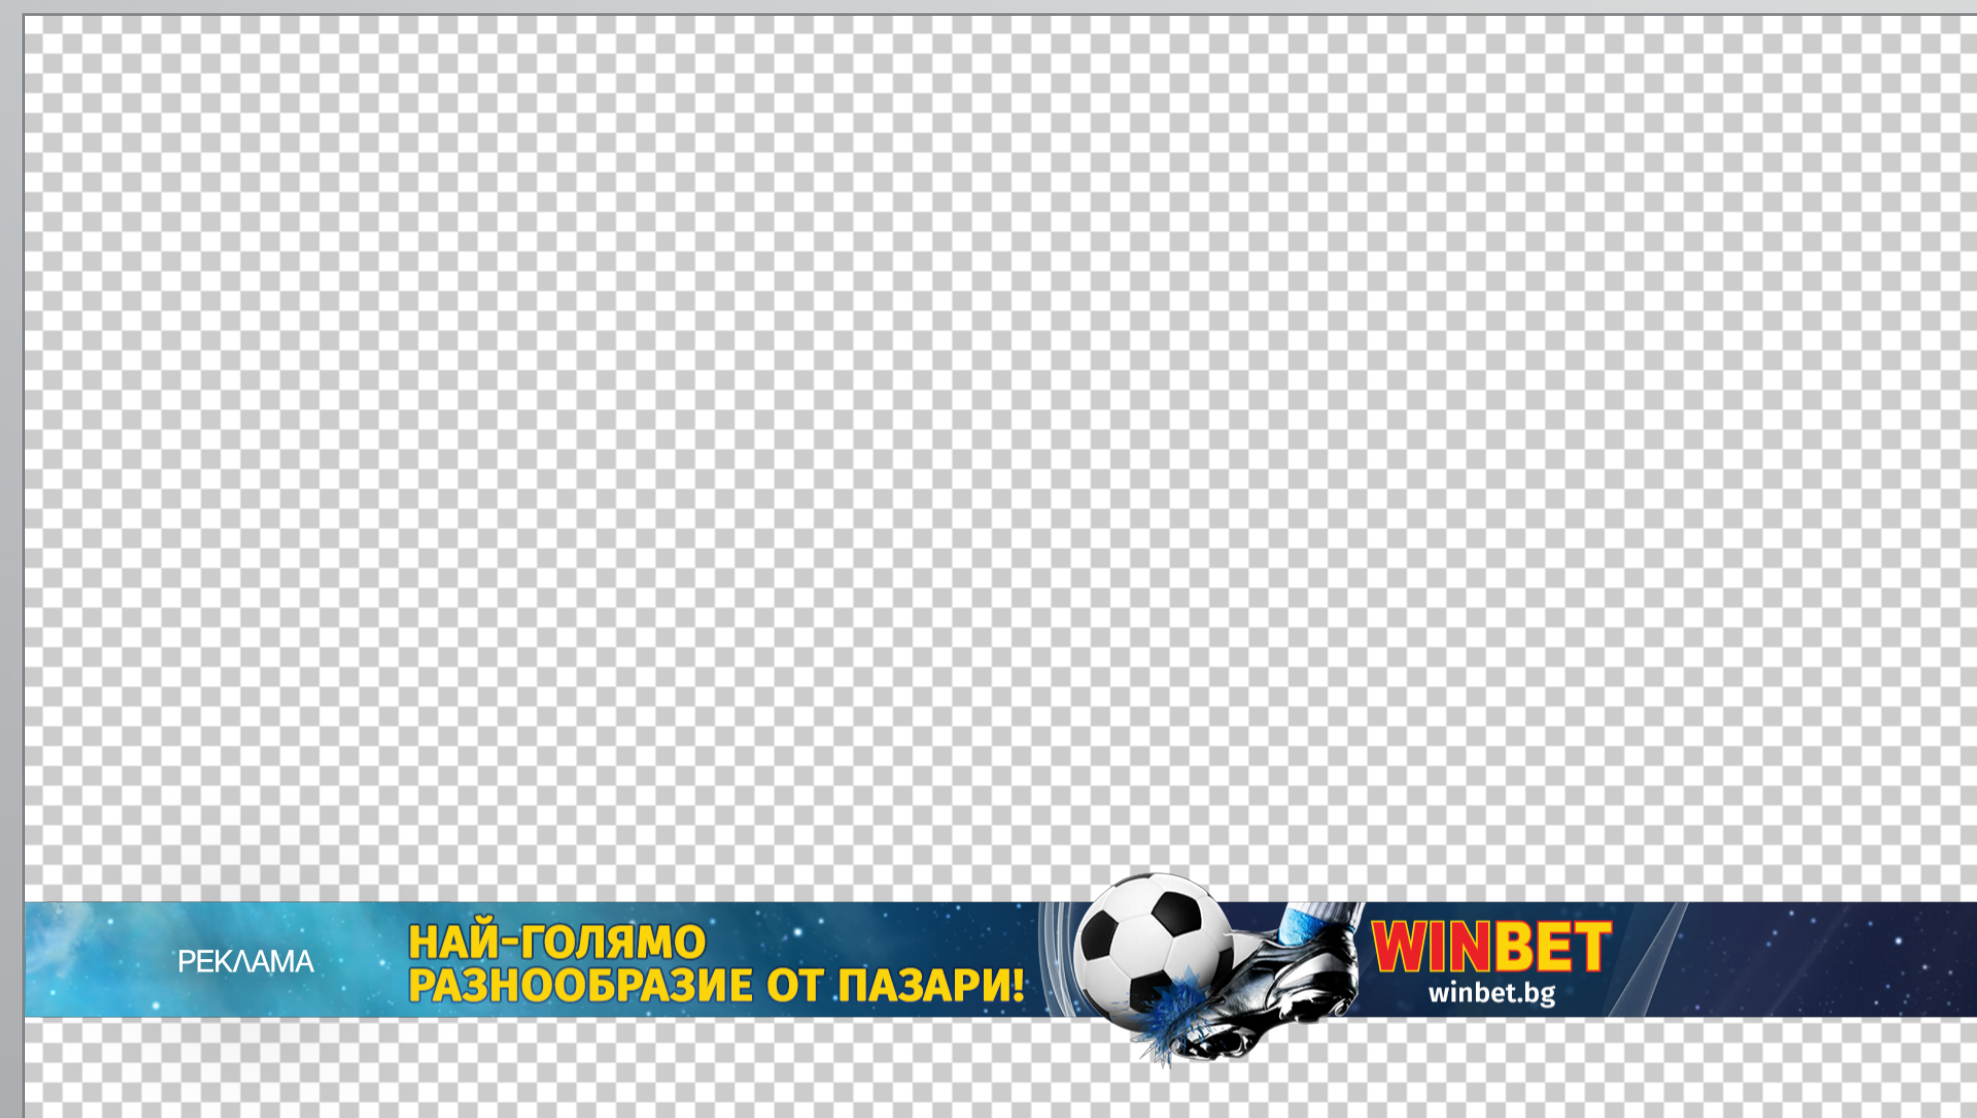 РЕКЛАМА
НАЙ-ГОЛЯМО
РАЗНООБРАЗИЕ ОТ ПАЗАРИ!
WINBET
winbet.bg